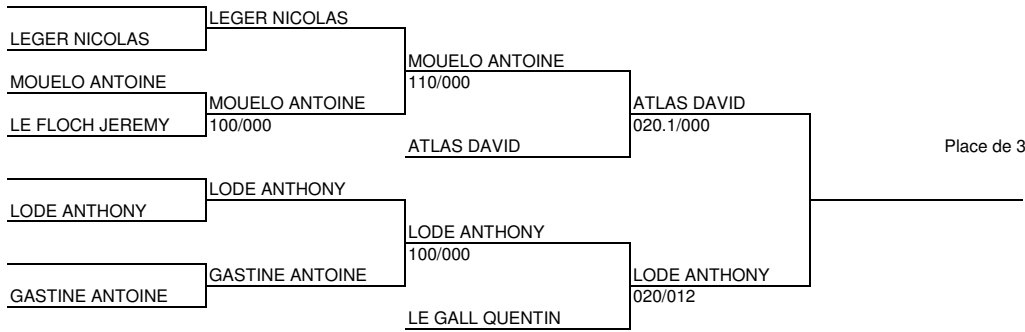 LEGER NICOLAS
LEGER NICOLAS
MOUELO ANTOINE
MOUELO ANTOINE
110/000
MOUELO ANTOINE
ATLAS DAVID
LE FLOCH JEREMY
100/000
020.1/000
ATLAS DAVID
Place de 3
LODE ANTHONY
LODE ANTHONY
LODE ANTHONY
100/000
GASTINE ANTOINE
LODE ANTHONY
GASTINE ANTOINE
020/012
LE GALL QUENTIN